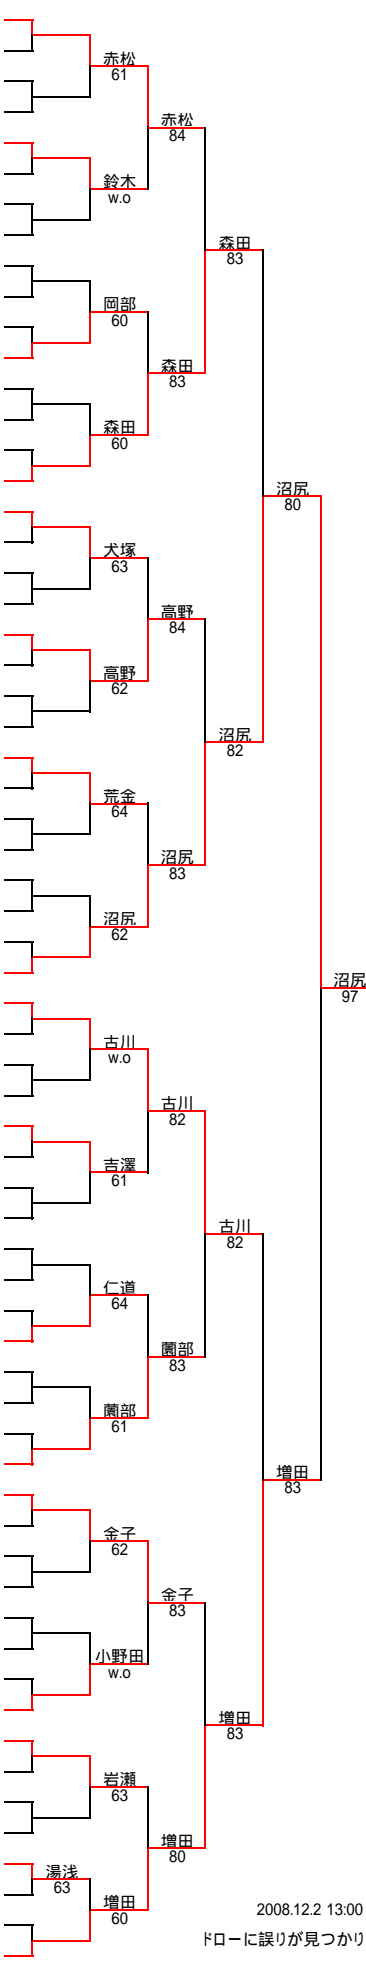 赤松
61
赤松
84
鈴木
w.o
森田
83
岡部
60
森田
83
森田
60
沼尻
80
犬塚
63
高野
84
高野
62
沼尻
82
荒金
64
沼尻
83
沼尻
62
沼尻
97
古川
w.o
古川
82
吉澤
61
古川
82
仁道
64
薗部
83
薗部
61
増田
83
金子
62
金子
83
小野田
w.o
増田
83
岩瀬
63
増田
80
湯浅
63
増田
60
2008.12.2 13:00
ドローに誤りが見つかり